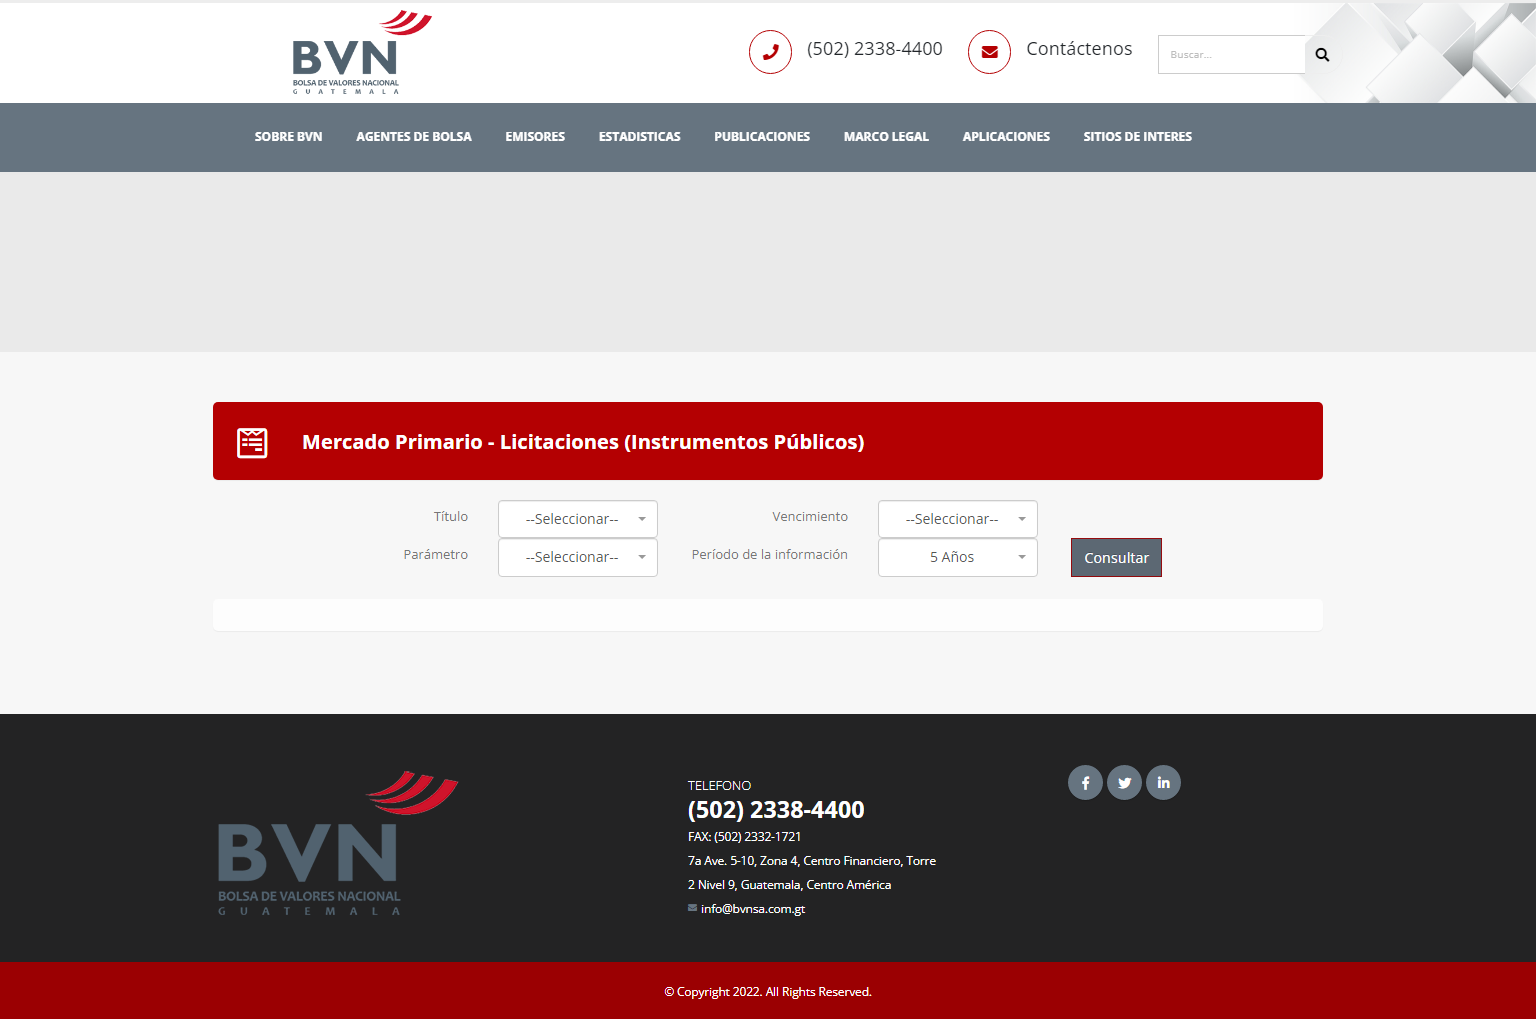 BVN
BOLSA DE VALORES NACIONAL
GUATEMALA
(502) 2338-4400
Contáctenos
Buscar...
SOBRE BVN
AGENTES DE BOLSA
EMISORES
ESTADISTICAS
PUBLICACIONES
MARCO LEGAL
APLICACIONES
SITIOS DE INTERES
Mercado Primario - Licitaciones (Instrumentos Públicos)
Título
--Seleccionar--
Vencimiento
--Seleccionar--
Parámetro
--Seleccionar--
Período de la información
5 Años
Consultar
BVN
BOLSA DE VALORES NACIONAL
GUATEMALA
TELEFONO
(502) 2338-4400
FAX: (502) 2332-1721
7a Ave. 5-10, Zona 4, Centro Financiero, Torre
2 Nivel 9, Guatemala, Centro América
info@bvnsa.com.gt
© Copyright 2022. All Rights Reserved.